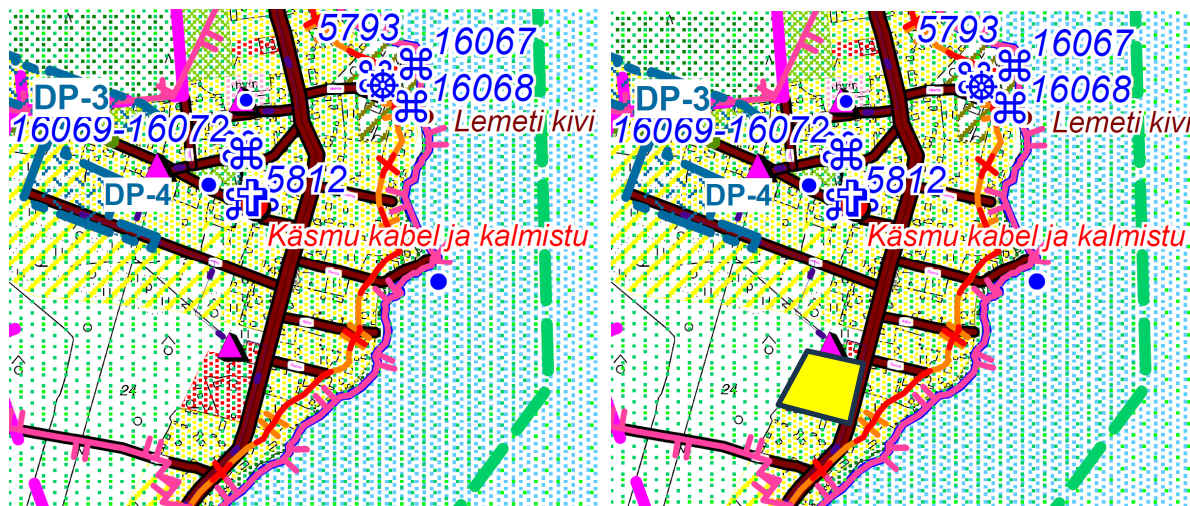 5793
16067
DP-3
16068
16069-16072
Lemeti kivi
DP-4
5812
Käsmu kabel ja kalmistu
24
5793
16067
DP-3
16068
16069-16072
Lemeti kivi
DP-4
5812
Käsmu kabel ja kalmistu
24